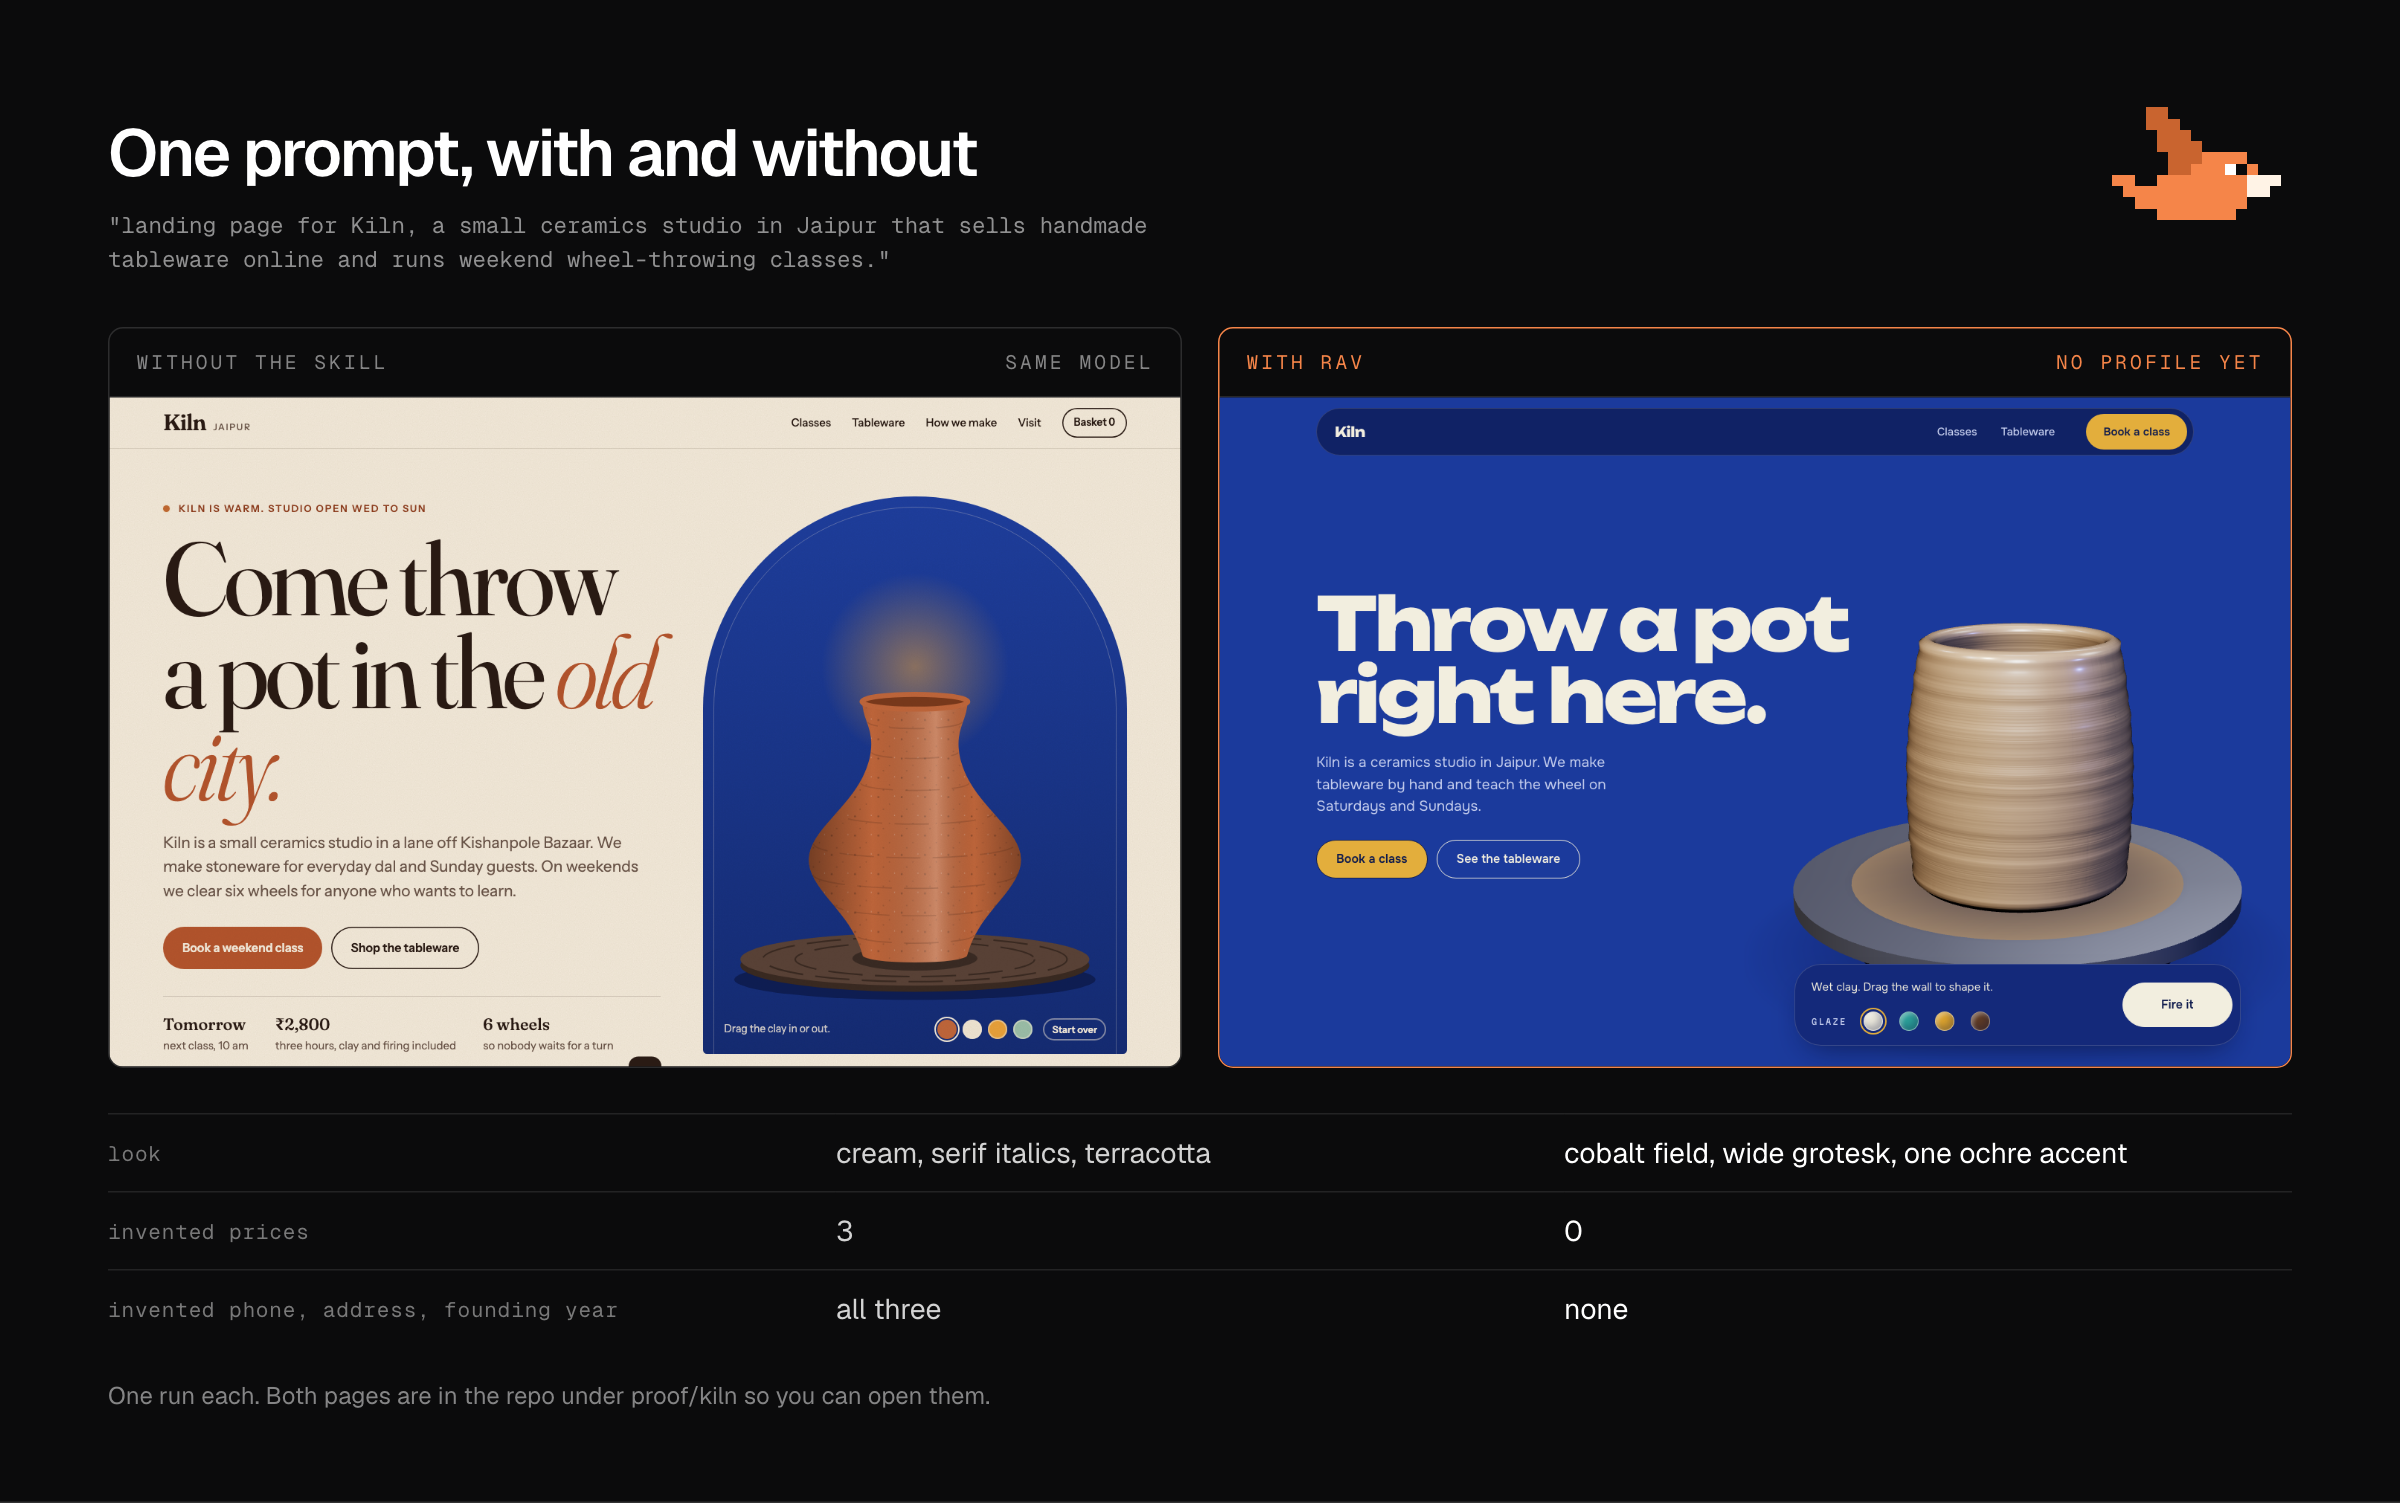 One prompt, with and without
"landing page for Kiln, a small ceramics studio in Jaipur that sells handmade
tableware online and runs weekend wheel-throwing classes."
WITHOUT THE SKILL SAME MODEL
Kiln JAIPUR Classes Tableware How we make Visit Basket 0
KILN IS WARM. STUDIO OPEN WED TO SUN
Come throw
a pot in the old
city.
Kiln is a small ceramics studio in a lane off Kishanpole Bazaar. We
make stoneware for everyday dal and Sunday guests. On weekends
we clear six wheels for anyone who wants to learn.
Book a weekend class Shop the tableware
Tomorrow ₹2,800 6 wheels
next class, 10 am three hours, clay and firing included so nobody waits for a turn
Drag the clay in or out. Start over
WITH RAV NO PROFILE YET
Kiln Classes Tableware Book a class
Throw a pot
right here.
Kiln is a ceramics studio in Jaipur. We make
tableware by hand and teach the wheel on
Saturdays and Sundays.
Book a class See the tableware
Wet clay. Drag the wall to shape it.
GLAZE Fire it
look cream, serif italics, terracotta cobalt field, wide grotesk, one ochre accent
invented prices 3 0
invented phone, address, founding year all three none
One run each. Both pages are in the repo under proof/kiln so you can open them.